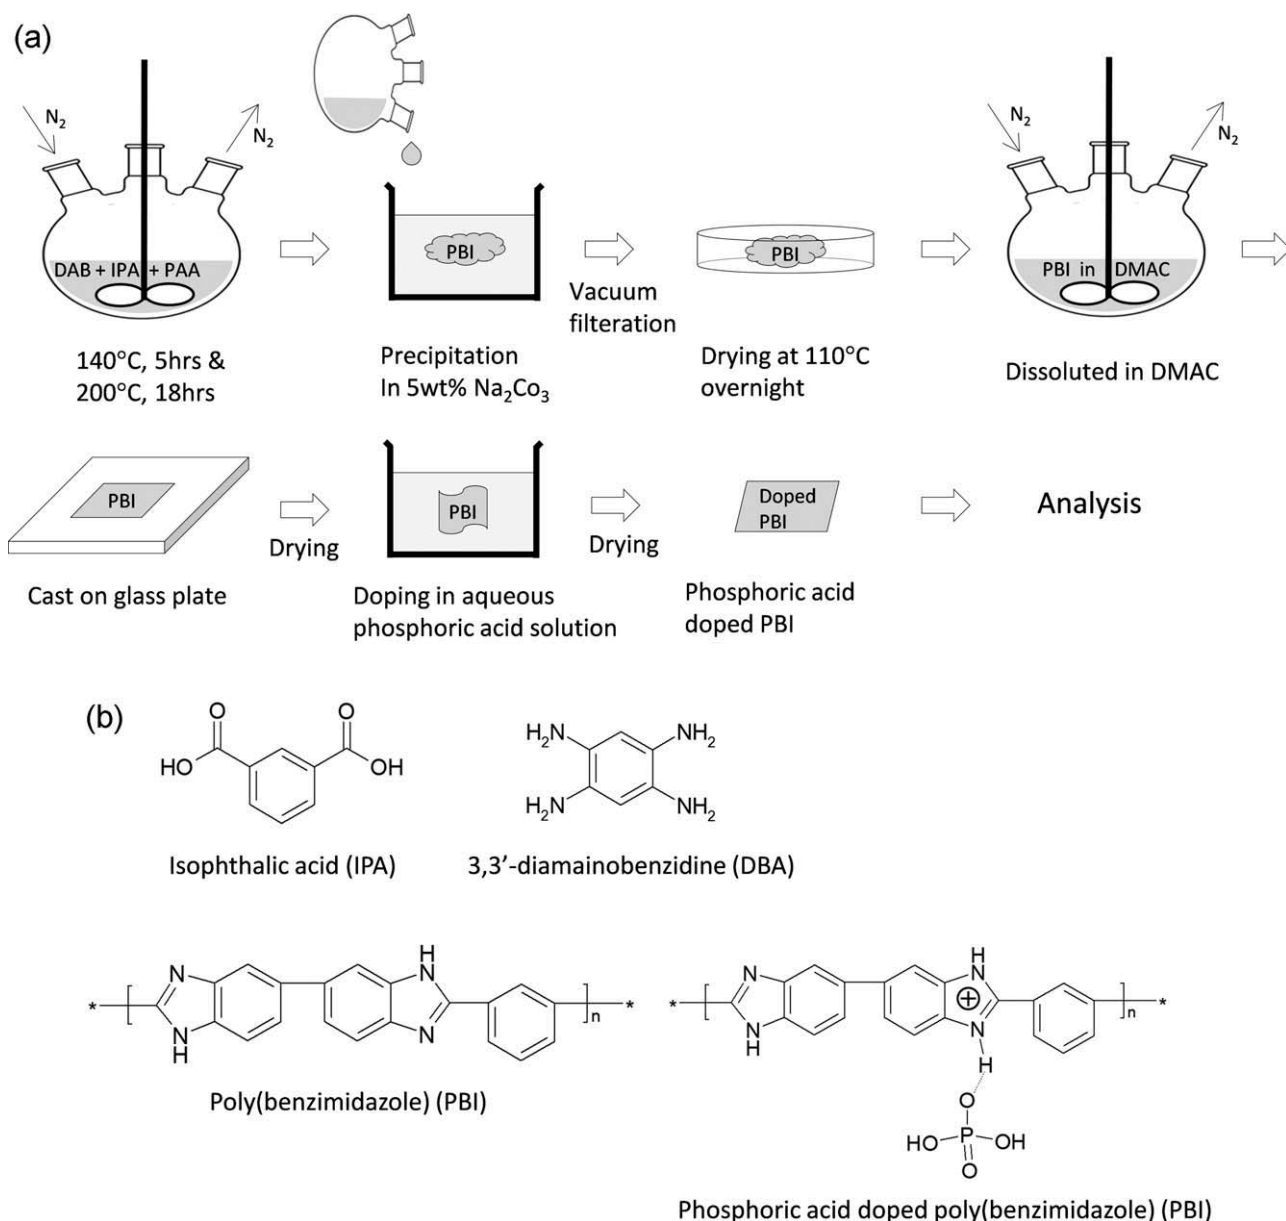 (a)
N2
N2
DAB + IPA + PAA
140°C, 5hrs &
200°C, 18hrs
PBI
Precipitation
In 5wt% Na2Co3
Vacuum
filteration
PBI
Drying at 110°C
overnight
N2
N2
PBI in DMAC
Dissoluted in DMAC
PBI
Cast on glass plate
Drying
PBI
Doping in aqueous
phosphoric acid solution
Drying
Doped
PBI
Phosphoric acid
doped PBI
Analysis
(b)
O O
HO OH
Isophthalic acid (IPA)
H2N NH2
H2N NH2
3,3'-diamainobenzidine (DBA)
H
N N
* * n
N N
H
Poly(benzimidazole) (PBI)
H
N N
* ⊕ * n
N N
H H
O
HO P OH
O
Phosphoric acid doped poly(benzimidazole) (PBI)